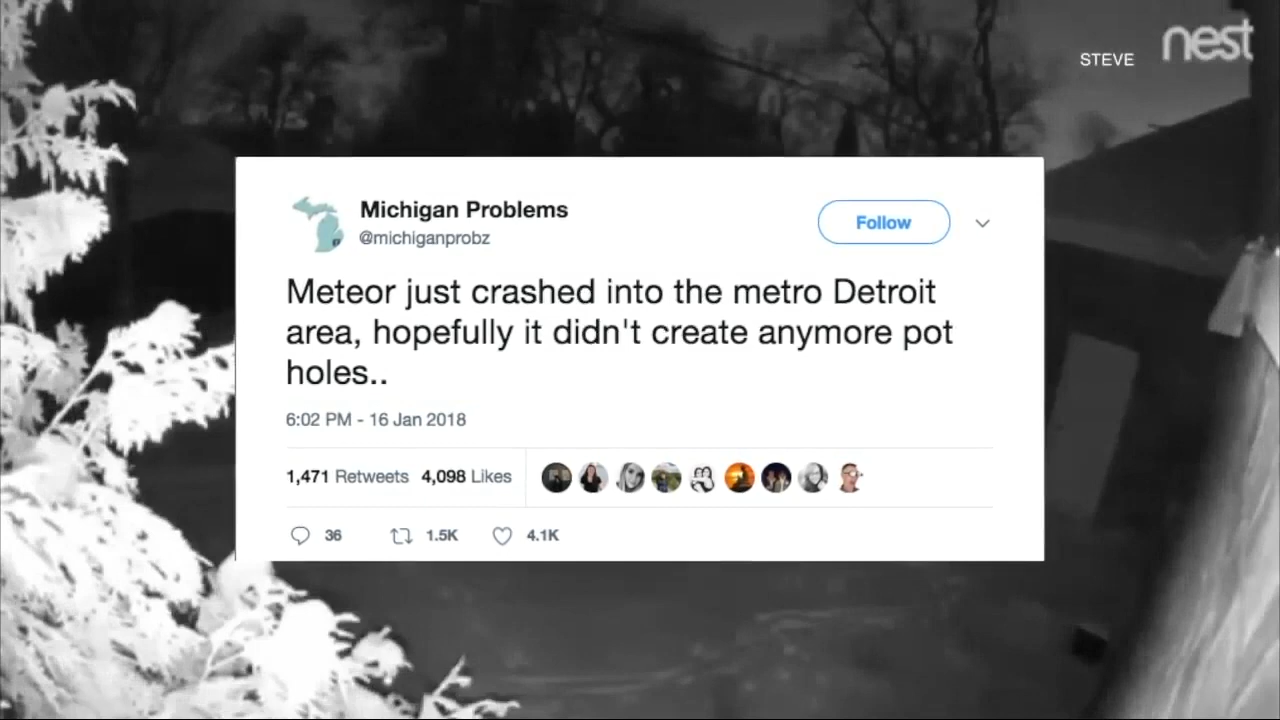 STEVE
nest
Michigan Problems
@michiganprobz
Follow
Meteor just crashed into the metro Detroit
area, hopefully it didn't create anymore pot
holes..
6:02 PM - 16 Jan 2018
1,471 Retweets 4,098 Likes
36 1.5K 4.1K